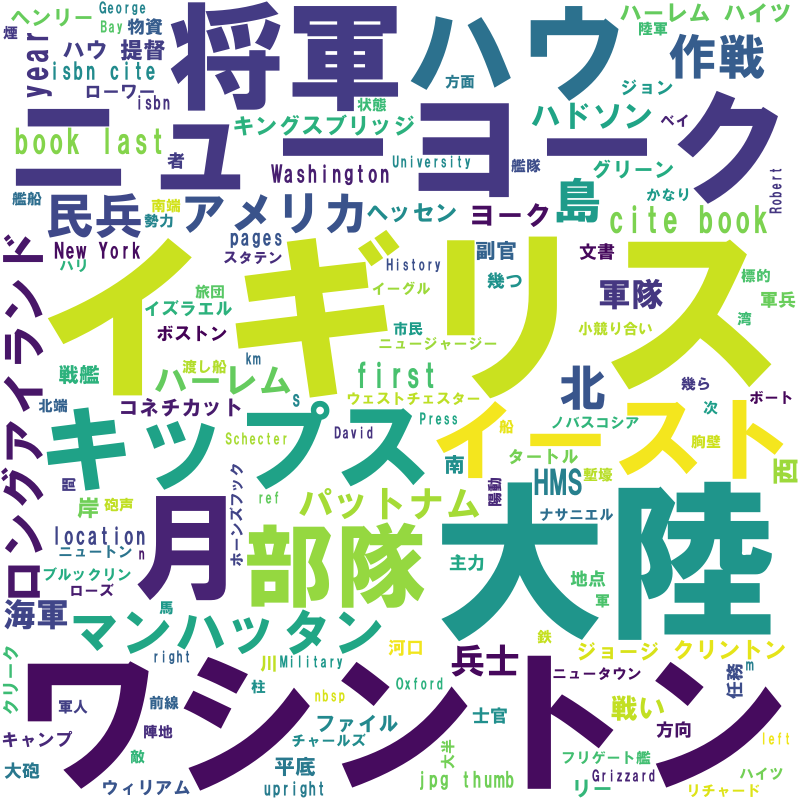 ヘンリー
George
Bay
物資
煙
将軍
ハウ
ハーレム ハイツ
陸軍
year
ハウ 提督
isbn cite
ローワー
isbn
方面
作戦
ジョン
状態
book last
ニューヨーク
者
キングスブリッジ
ハドソン
ベイ
Washington
University
艦隊
グリーン
艦船
南端
民兵
勢力
アメリカ
ヘッセン
ヨーク
島
かなり
Robert
cite book
New York
pages
スタテン
副官
文書
ハリ
History
イギリス
ロングアイランド
旅団
イーグル
幾つ
軍隊
標的
軍兵
イズラエル
ボストン
市民
小競り合い
湾
ニュージャージー
戦艦
渡し船
km
ハーレム
first
北
幾ら
北端
コネチカット
s
ウェストチェスター
次
ボート
キップス
Schecter
David
Press
船
イースト
ノバスコシア
胸壁
間
岸
砲声
ホーンズフック
ref
パットナム
南
タートル
陽動
HMS
塹壕
西
location
月
部隊
大陸
ナサニエル
ニュートン
n
ブルックリン
ローズ
主力
地点
軍
海軍
馬
マンハッタン
鉄
right
川
Military
河口
兵士
ジョージ クリントン
クリーク
ワシントン
ニュータウン
m
任務
軍人
前線
柱
nbsp
Oxford
戦い
キャンプ
陣地
ファイル
士官
方向
left
敵
チャールズ
大砲
平底
大半
フリゲート艦
ハイツ
ウィリアム
upright
jpg thumb
リー
Grizzard
リチャード